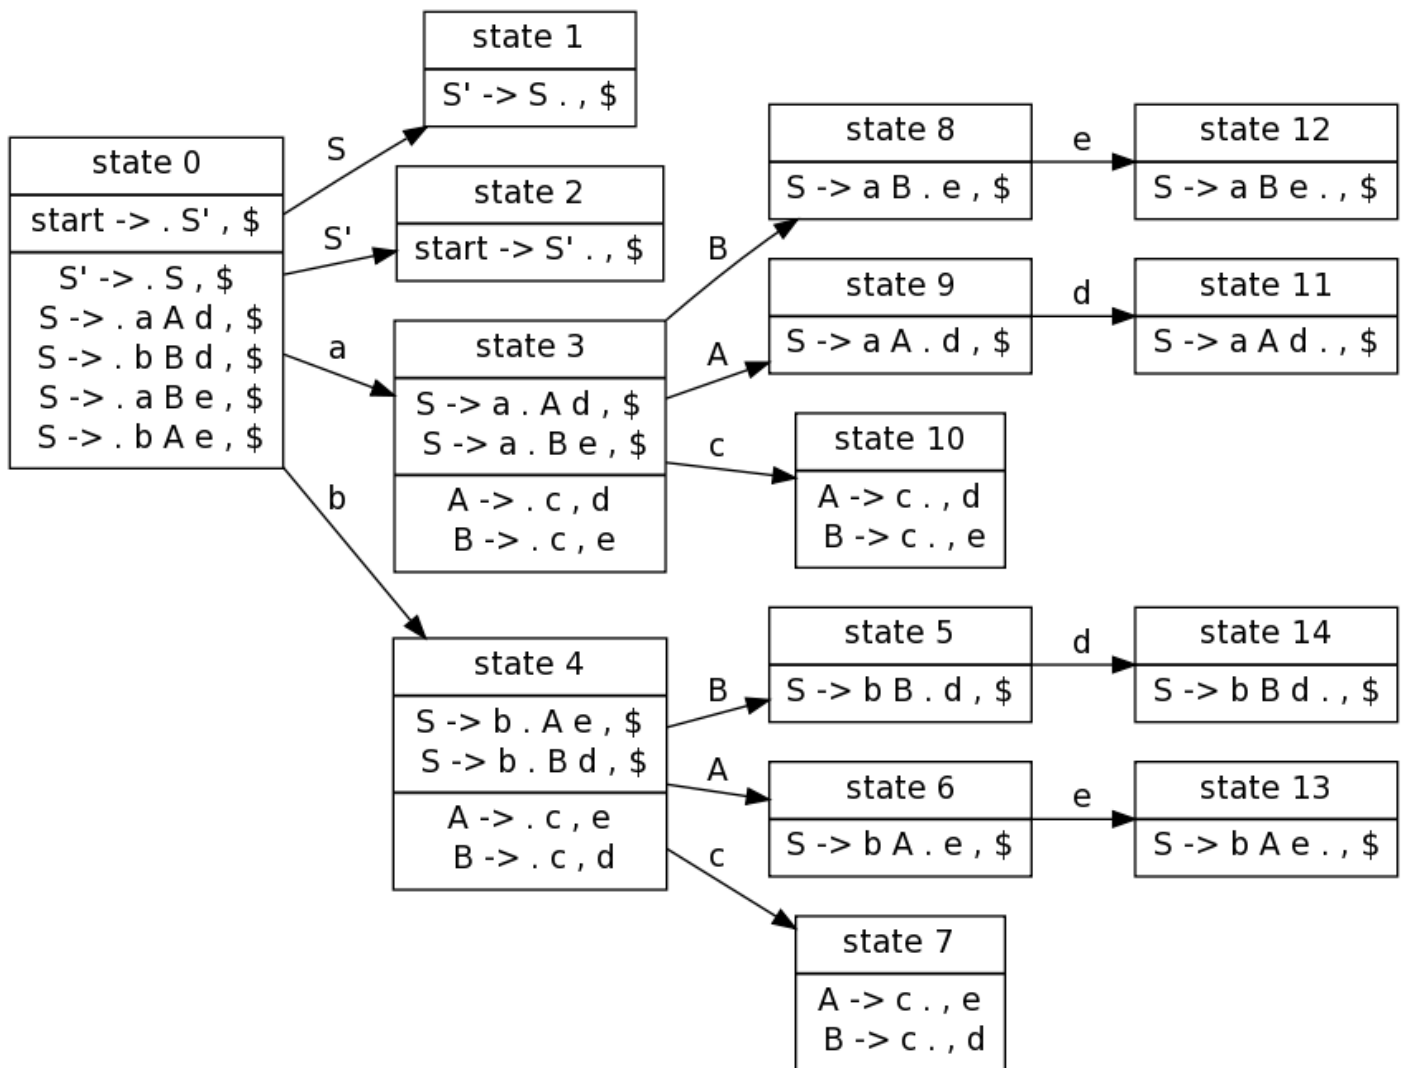 state 0
start -> . S' , $
S' -> . S , $
S -> . a A d , $
S -> . b B d , $
S -> . a B e , $
S -> . b A e , $
S
S'
a
b
state 1
S' -> S . , $
state 2
start -> S' . , $
state 3
S -> a . A d , $
S -> a . B e , $
A -> . c , d
B -> . c , e
B
A
c
state 4
S -> b . A e , $
S -> b . B d , $
A -> . c , e
B -> . c , d
B
A
c
state 8
S -> a B . e , $
e
state 12
S -> a B e . , $
state 9
S -> a A . d , $
d
state 11
S -> a A d . , $
state 10
A -> c . , d
B -> c . , e
state 5
S -> b B . d , $
d
state 14
S -> b B d . , $
state 6
S -> b A . e , $
e
state 13
S -> b A e . , $
state 7
A -> c . , e
B -> c . , d